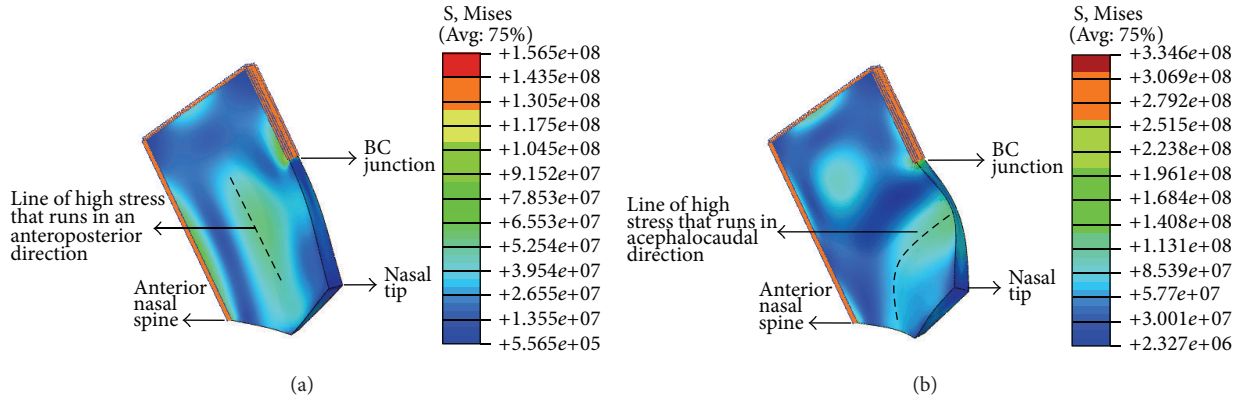 S, Mises
(Avg: 75%)
+1.565e+08
+1.435e+08
+1.305e+08
+1.175e+08
+1.045e+08
+9.152e+07
+7.853e+07
+6.553e+07
+5.254e+07
+3.954e+07
+2.655e+07
+1.355e+07
+5.565e+05
BC
junction
Line of high stress
that runs in an
anteroposterior
direction
Anterior
nasal
spine
Nasal
tip
(a)
S, Mises
(Avg: 75%)
+3.346e+08
+3.069e+08
+2.792e+08
+2.515e+08
+2.238e+08
+1.961e+08
+1.684e+08
+1.408e+08
+1.131e+08
+8.539e+07
+5.77e+07
+3.001e+07
+2.327e+06
BC
junction
Line of high
stress that runs in
acephalocaudal
direction
Anterior
nasal
spine
Nasal
tip
(b)